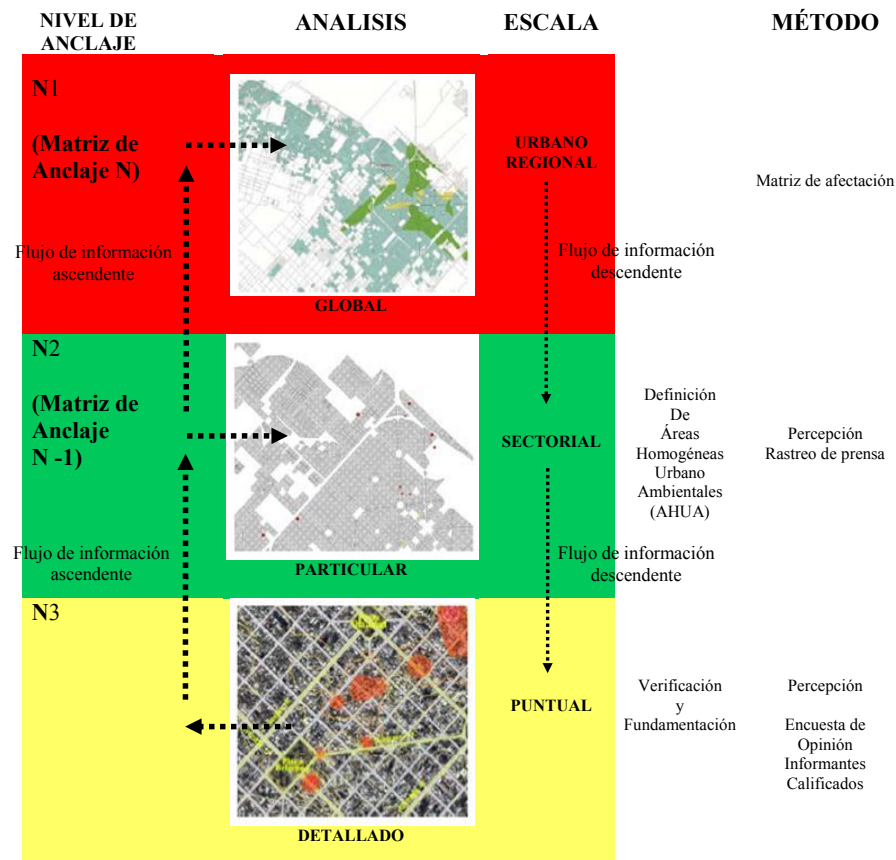 NIVEL DE
ANCLAJE
ANALISIS
ESCALA
MÉTODO
N1
(Matriz de
Anclaje N)
Flujo de información
ascendente
GLOBAL
URBANO
REGIONAL
Flujo de información
descendente
Matriz de afectación
N2
(Matriz de
Anclaje
N -1)
Flujo de información
ascendente
PARTICULAR
SECTORIAL
Flujo de información
descendente
Definición
De
Áreas
Homogéneas
Urbano
Ambientales
(AHUA)
Percepción
Rastreo de prensa
N3
DETALLADO
PUNTUAL
Verificación
y
Fundamentación
Percepción
Encuesta de
Opinión
Informantes
Calificados